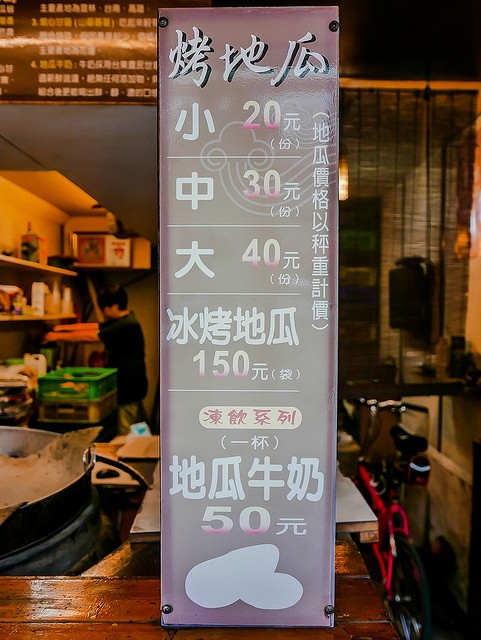 烤地瓜
小 20元(份)
中 30元(份)
大 40元(份)
(地瓜價格以秤重計價)
冰烤地瓜
150元(袋)
凍飲系列
(一杯)
地瓜牛奶
50元